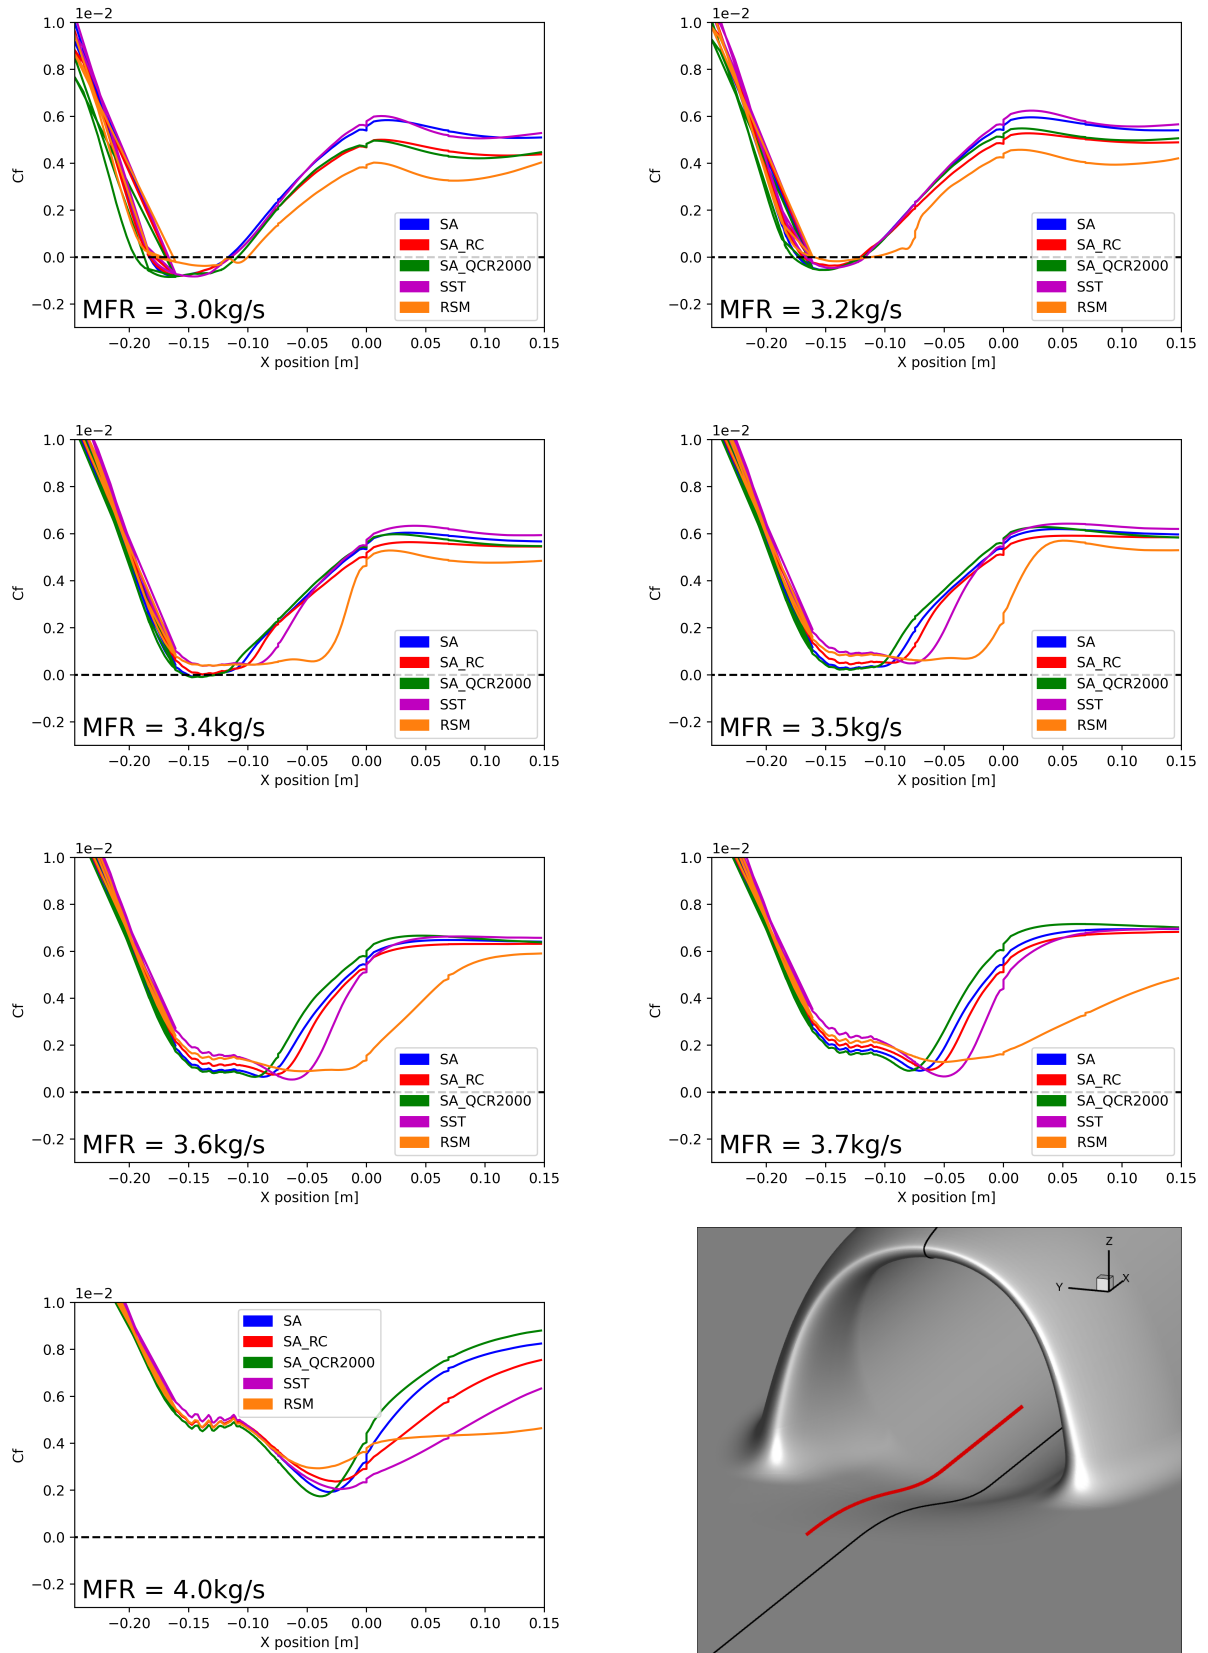 1e−2
1.0
0.8
0.6
0.4
0.2
0.0
−0.2
Cf
SA
SA_RC
SA_QCR2000
SST
RSM
MFR = 3.0kg/s
−0.20 −0.15 −0.10 −0.05 0.00 0.05 0.10 0.15
X position [m]
1e−2
1.0
0.8
0.6
0.4
0.2
0.0
−0.2
Cf
SA
SA_RC
SA_QCR2000
SST
RSM
MFR = 3.2kg/s
−0.20 −0.15 −0.10 −0.05 0.00 0.05 0.10 0.15
X position [m]
1e−2
1.0
0.8
0.6
0.4
0.2
0.0
−0.2
Cf
SA
SA_RC
SA_QCR2000
SST
RSM
MFR = 3.4kg/s
−0.20 −0.15 −0.10 −0.05 0.00 0.05 0.10 0.15
X position [m]
1e−2
1.0
0.8
0.6
0.4
0.2
0.0
−0.2
Cf
SA
SA_RC
SA_QCR2000
SST
RSM
MFR = 3.5kg/s
−0.20 −0.15 −0.10 −0.05 0.00 0.05 0.10 0.15
X position [m]
1e−2
1.0
0.8
0.6
0.4
0.2
0.0
−0.2
Cf
SA
SA_RC
SA_QCR2000
SST
RSM
MFR = 3.6kg/s
−0.20 −0.15 −0.10 −0.05 0.00 0.05 0.10 0.15
X position [m]
1e−2
1.0
0.8
0.6
0.4
0.2
0.0
−0.2
Cf
SA
SA_RC
SA_QCR2000
SST
RSM
MFR = 3.7kg/s
−0.20 −0.15 −0.10 −0.05 0.00 0.05 0.10 0.15
X position [m]
1e−2
1.0
0.8
0.6
0.4
0.2
0.0
−0.2
Cf
SA
SA_RC
SA_QCR2000
SST
RSM
MFR = 4.0kg/s
−0.20 −0.15 −0.10 −0.05 0.00 0.05 0.10 0.15
X position [m]
Z
Y
X